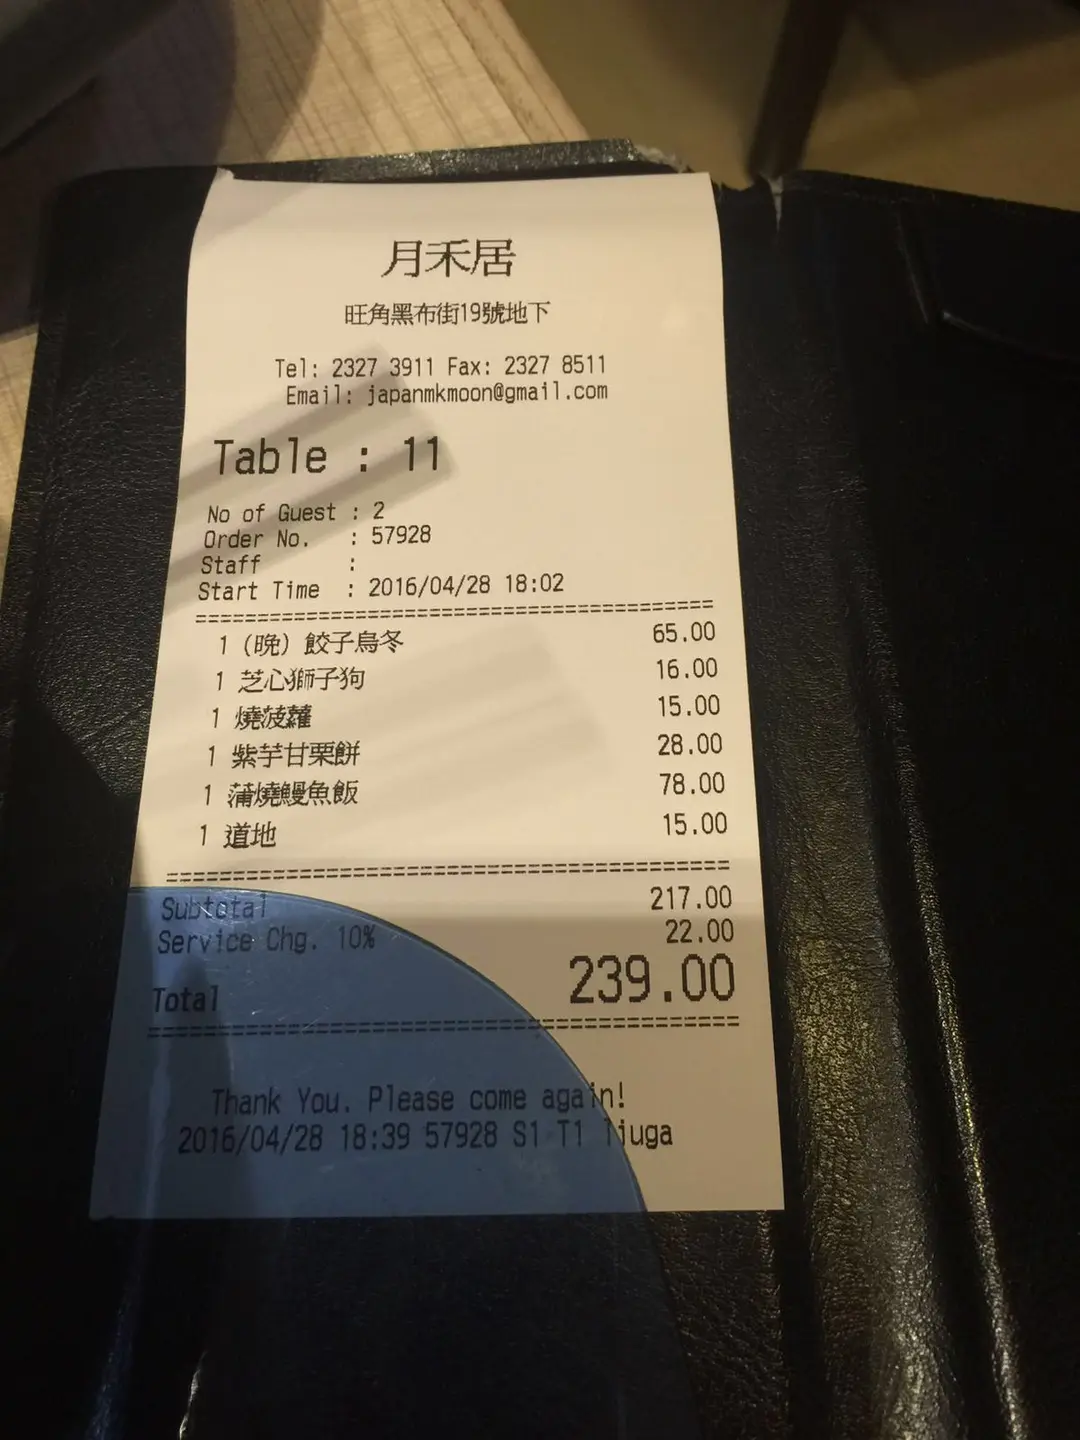 月禾居
旺角黑布街19號地下
Tel: 2327 3911 Fax: 2327 8511
Email: japanmkmoon@gmail.com
Table : 11
No of Guest : 2
Order No. : 57928
Staff :
Start Time : 2016/04/28 18:02
1 (晚) 餃子烏冬 65.00
1 芝心獅子狗 16.00
1 燒菠蘿 15.00
1 紫芋甘栗餅 28.00
1 蒲燒鰻魚飯 78.00
1 道地 15.00
Subtotal 217.00
Service Chg. 10% 22.00
Total 239.00
Thank You. Please come again!
2016/04/28 18:39 57928 S1 T1